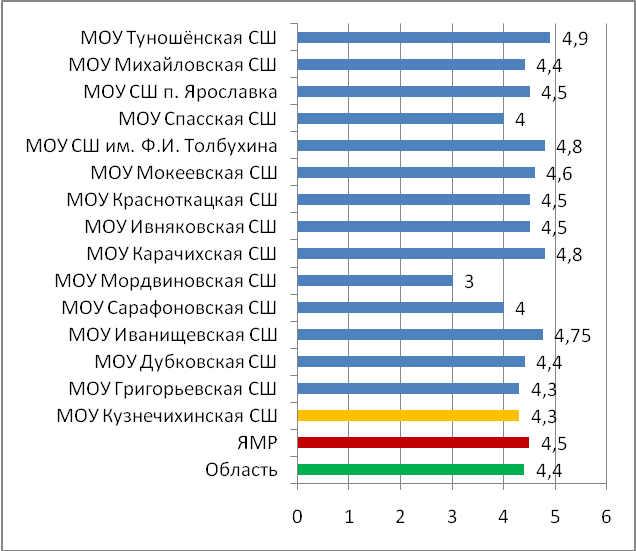 МОУ Туношёнская СШ 4,9
МОУ Михайловская СШ 4,4
МОУ СШ п. Ярославка 4,5
МОУ Спасская СШ 4
МОУ СШ им. Ф.И. Толбухина 4,8
МОУ Мокеевская СШ 4,6
МОУ Красноткацкая СШ 4,5
МОУ Ивняковская СШ 4,5
МОУ Карачихская СШ 4,8
МОУ Мордвиновская СШ 3
МОУ Сарафоновская СШ 4
МОУ Иванищевская СШ 4,75
МОУ Дубковская СШ 4,4
МОУ Григорьевская СШ 4,3
МОУ Кузнечихинская СШ 4,3
ЯМР 4,5
Область 4,4
0 1 2 3 4 5 6